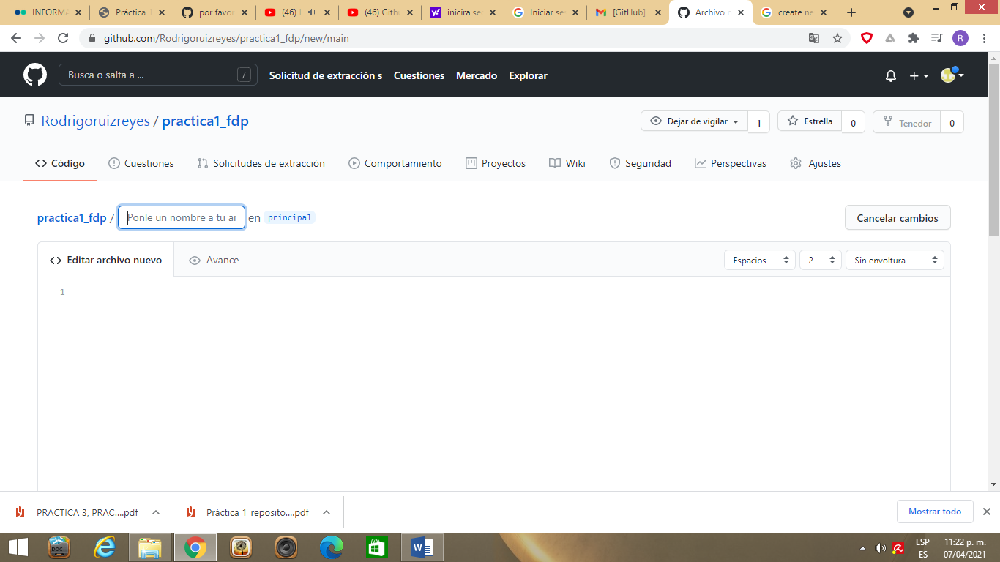 INFORMA
Práctica 1
por favor
(46) H
(46) Gith
inicira se
Iniciar ses
[GitHub]
Archivo n
create ne
github.com/Rodrigoruizreyes/practica1_fdp/new/main
R
Busca o salta a ...
/
Solicitud de extracción s Cuestiones Mercado Explorar
Rodrigoruizreyes / practica1_fdp
Dejar de vigilar 1
Estrella 0
Tenedor 0
Código
Cuestiones
Solicitudes de extracción
Comportamiento
Proyectos
Wiki
Seguridad
Perspectivas
Ajustes
practica1_fdp / Ponle un nombre a tu ar en principal
Cancelar cambios
Editar archivo nuevo
Avance
Espacios
2
Sin envoltura
1
PRACTICA 3, PRAC....pdf
Práctica 1_reposito....pdf
Mostrar todo
DOC
ESP
ES
11:22 p. m.
07/04/2021